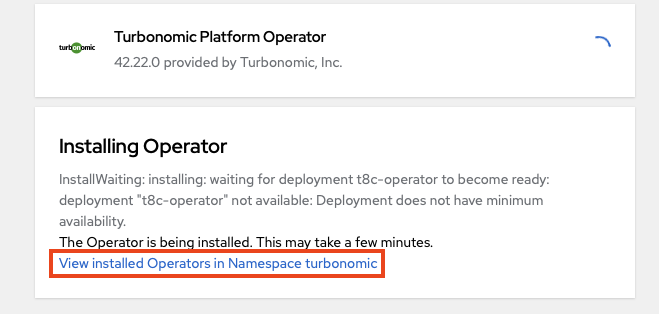 Turbonomic Platform Operator
turbonomic
42.22.0 provided by Turbonomic, Inc.
Installing Operator
InstallWaiting: installing: waiting for deployment t8c-operator to become ready:
deployment "t8c-operator" not available: Deployment does not have minimum
availability.
The Operator is being installed. This may take a few minutes.
View installed Operators in Namespace turbonomic